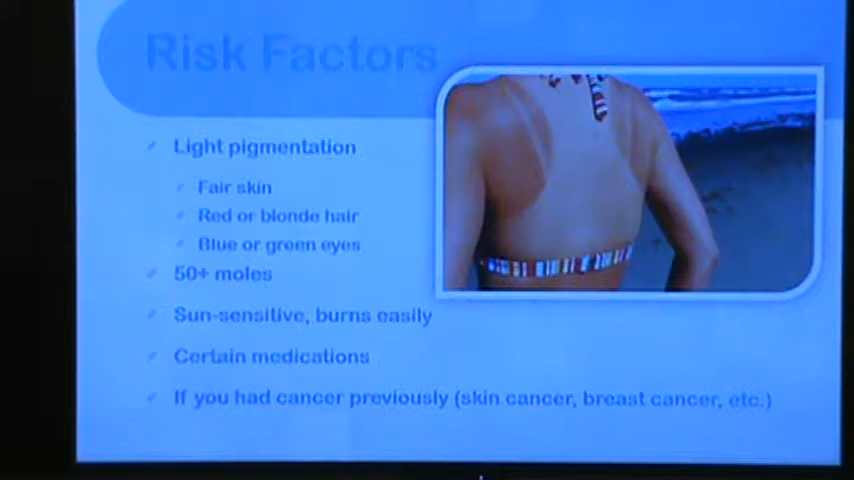 Risk Factors
Light pigmentation
Fair skin
Red or blonde hair
Blue or green eyes
50+ moles
Sun-sensitive, burns easily
Certain medications
If you had cancer previously (skin cancer, breast cancer, etc.)